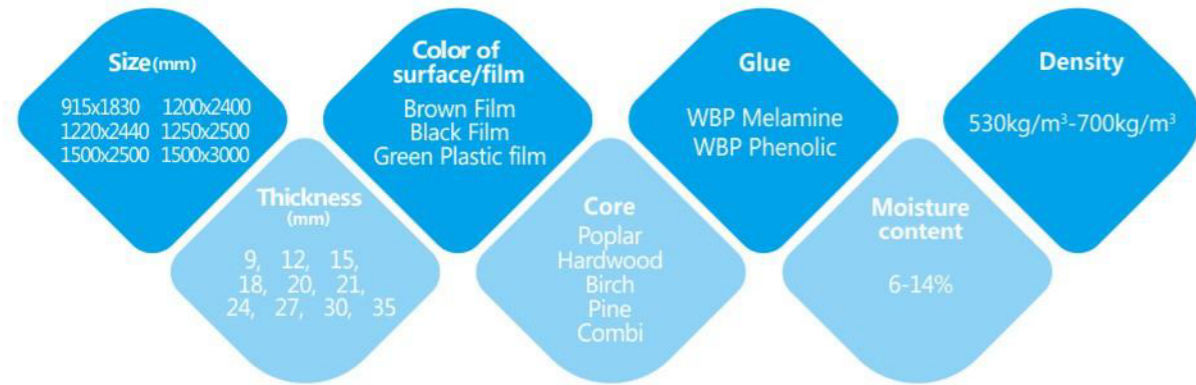 Size(mm)
915x1830 1200x2400
1220x2440 1250x2500
1500x2500 1500x3000
Thickness
(mm)
9, 12, 15,
18, 20, 21,
24, 27, 30, 35
Color of
surface/film
Brown Film
Black Film
Green Plastic film
Core
Poplar
Hardwood
Birch
Pine
Combi
Glue
WBP Melamine
WBP Phenolic
Moisture
content
6-14%
Density
530kg/m³-700kg/m³